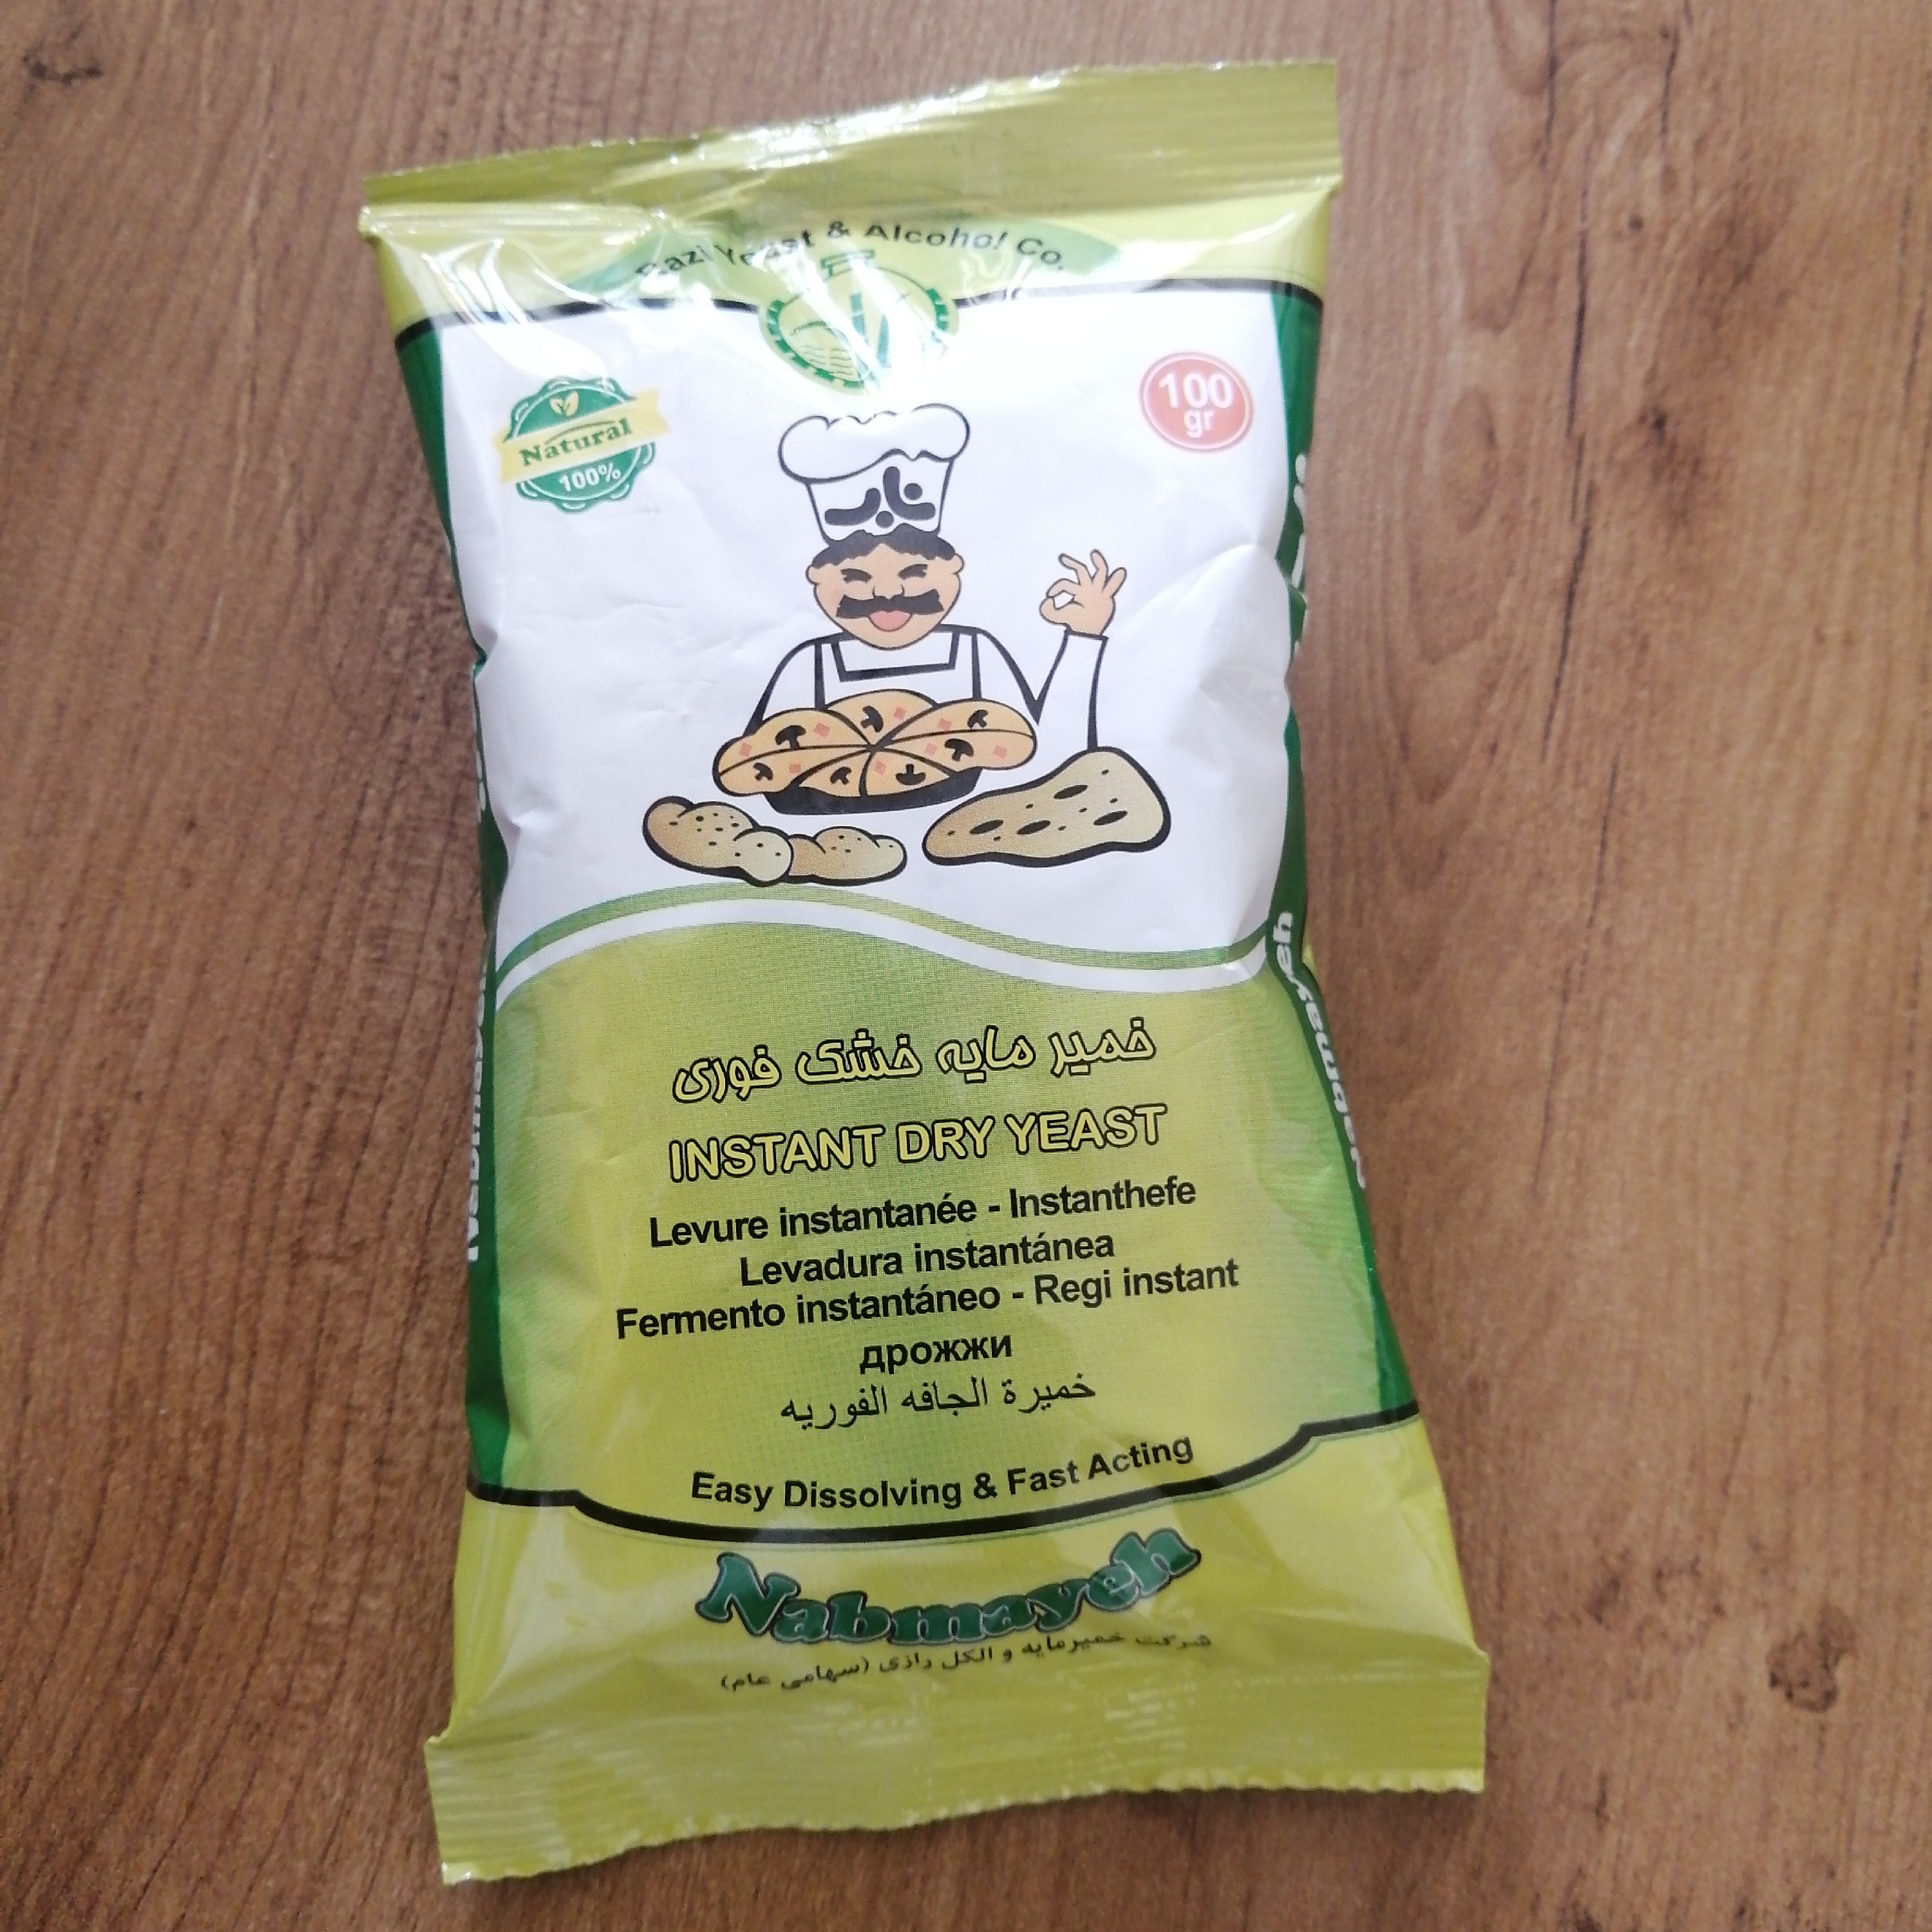 Razi Yeast & Alcohol Co.
Natural
100%
100
gr
ناب
خمیر مایه خشک فوری
INSTANT DRY YEAST
Levure instantanée - Instanthefe
Levadura instantánea
Fermento instantáneo - Regi instant
дрожжи
خميرة الجافه الفوريه
Easy Dissolving & Fast Acting
Nabmayeh
شرکت خمیرمایه و الکل رازی (سهامی عام)